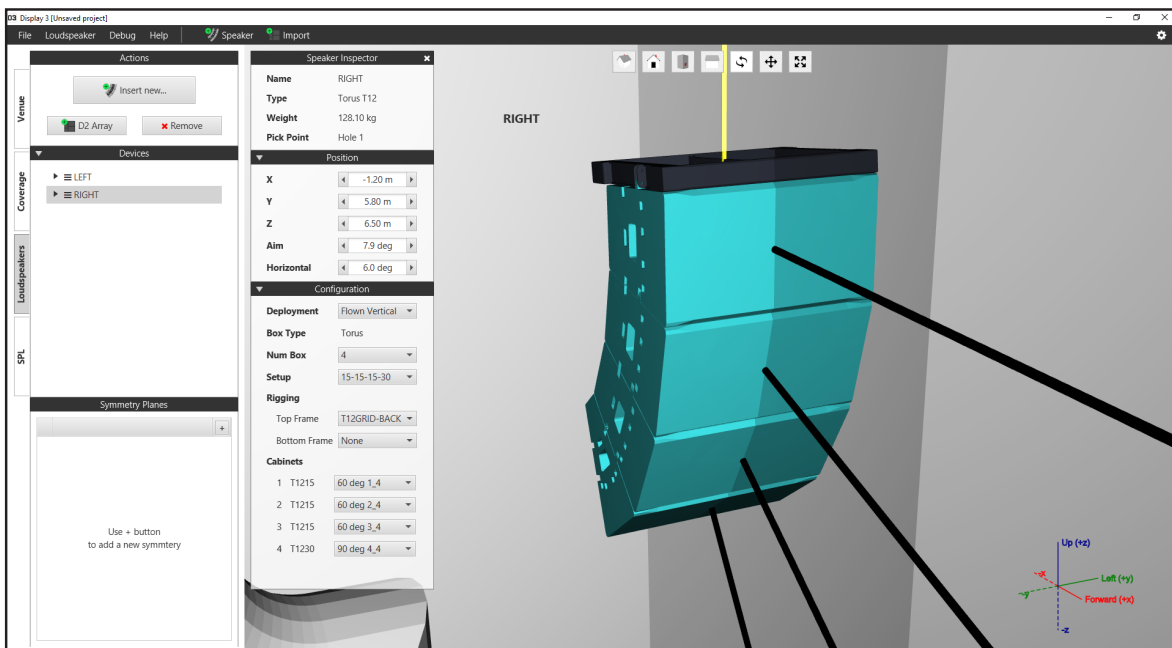 D3 Display 3 [Unsaved project]
File Loudspeaker Debug Help Speaker Import
Venue
Coverage
Loudspeakers
SPL
Actions
Insert new...
D2 Array Remove
Devices
LEFT
RIGHT
Symmetry Planes
+
Use + button
to add a new symmtery
Speaker Inspector
Name RIGHT
Type Torus T12
Weight 128.10 kg
Pick Point Hole 1
Position
X -1.20 m
Y 5.80 m
Z 6.50 m
Aim 7.9 deg
Horizontal 6.0 deg
Configuration
Deployment Flown Vertical
Box Type Torus
Num Box 4
Setup 15-15-15-30
Rigging
Top Frame T12GRID-BACK
Bottom Frame None
Cabinets
1 T1215 60 deg 1_4
2 T1215 60 deg 2_4
3 T1215 60 deg 3_4
4 T1230 90 deg 4_4
RIGHT
Up (+z)
-x
Left (+y)
-y
Forward (+x)
-z